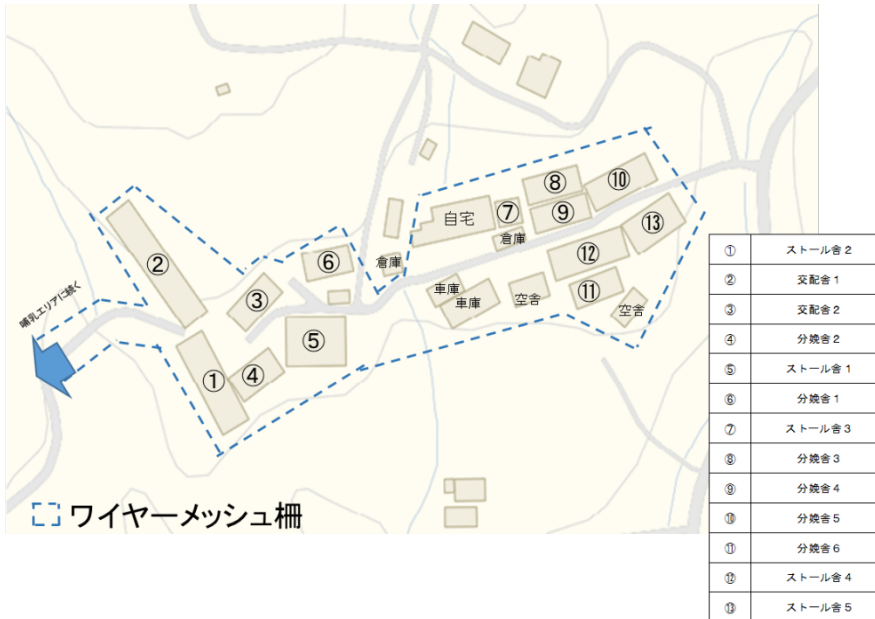 ⑧
⑩
自宅
⑦
⑨
⑬
倉庫
②
⑥
倉庫
⑫
哺乳エリアに続く
③
車庫
車庫
空舎
⑪
空舎
⑤
①
④
ワイヤーメッシュ柵
① ストール舎2
② 交配舎1
③ 交配舎2
④ 分娩舎2
⑤ ストール舎1
⑥ 分娩舎1
⑦ ストール舎3
⑧ 分娩舎3
⑨ 分娩舎4
⑩ 分娩舎5
⑪ 分娩舎6
⑫ ストール舎4
⑬ ストール舎5